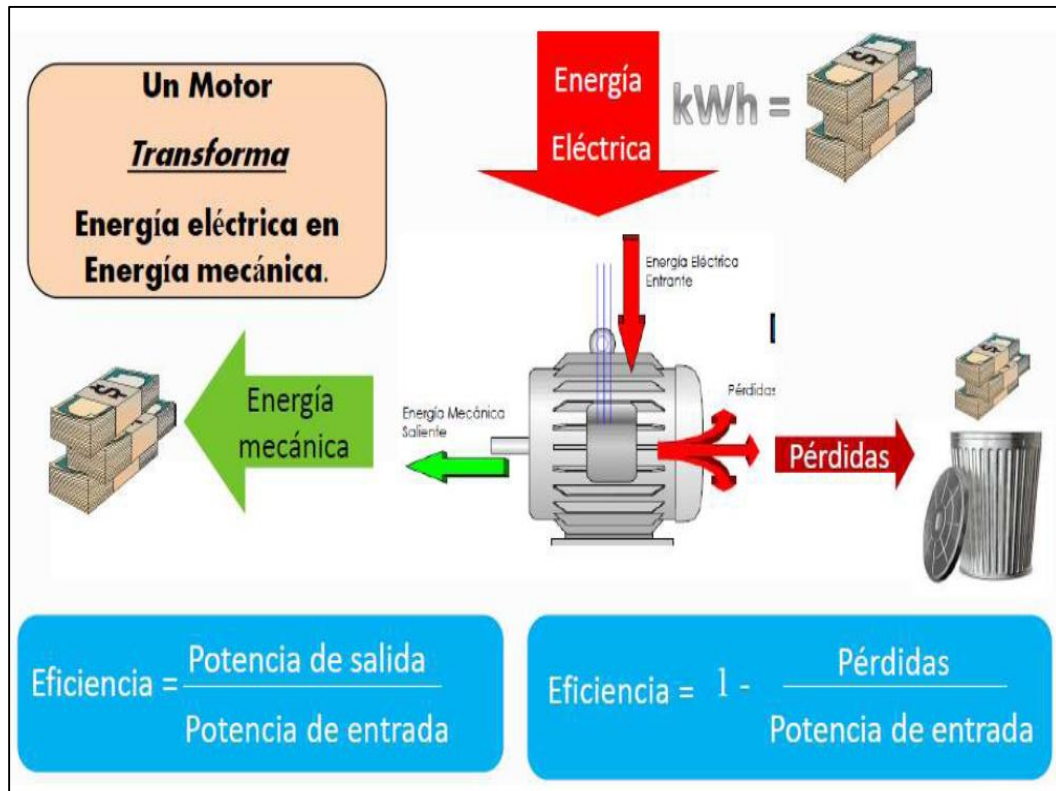 Un Motor
Transforma
Energía eléctrica en
Energía mecánica.
Energía
Eléctrica
kWh =
Energía Eléctrica
Entrante
Energía
mecánica
Energía Mecánica
Saliente
Pérdidas
Pérdidas
Eficiencia = Potencia de salida
Potencia de entrada
Eficiencia = 1 - Pérdidas
Potencia de entrada